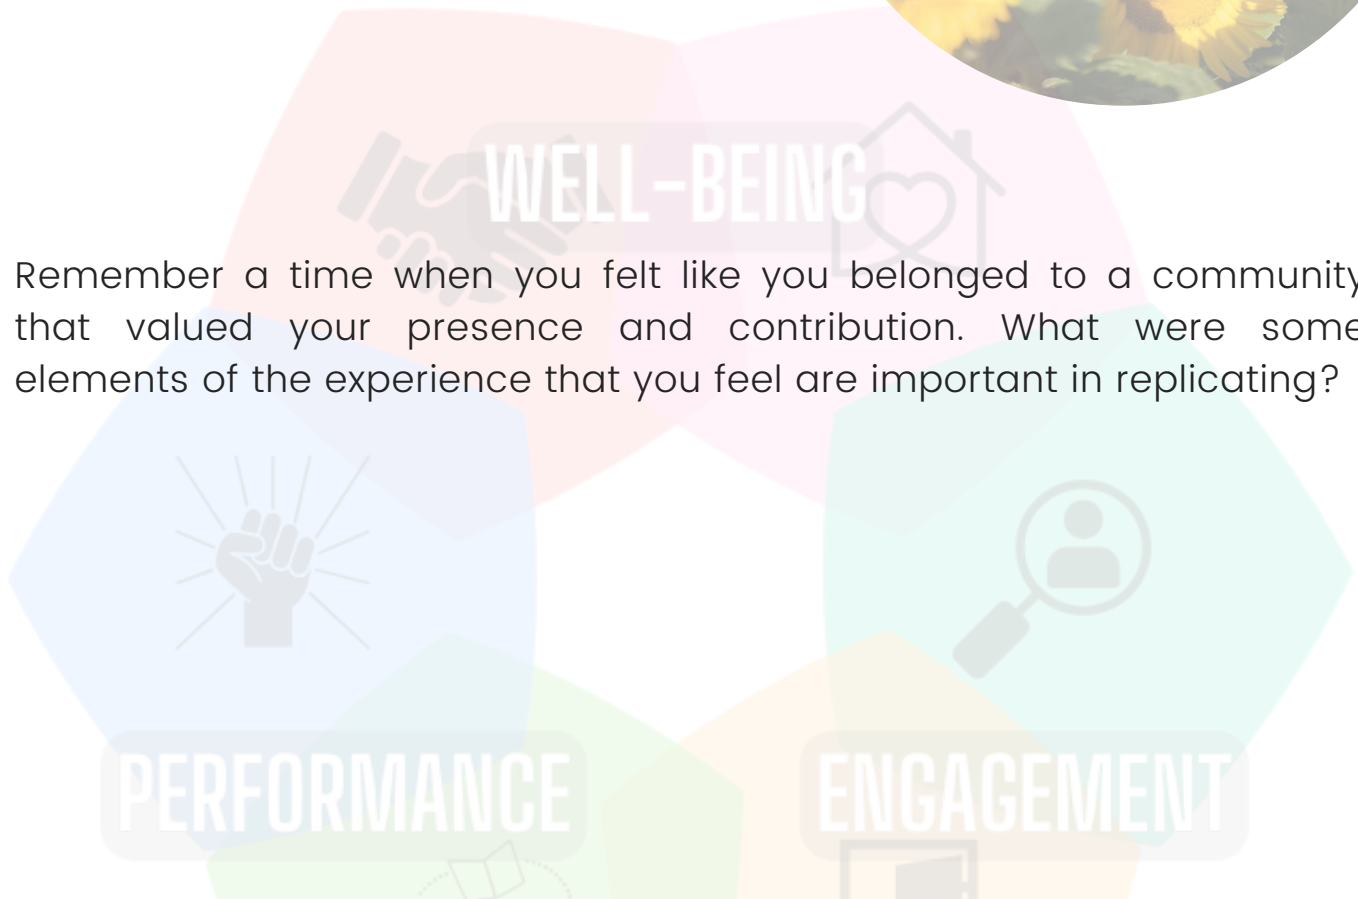 WELL-BEING
Remember a time when you felt like you belonged to a community
that valued your presence and contribution. What were some
elements of the experience that you feel are important in replicating?
PERFORMANCE
ENGAGEMENT